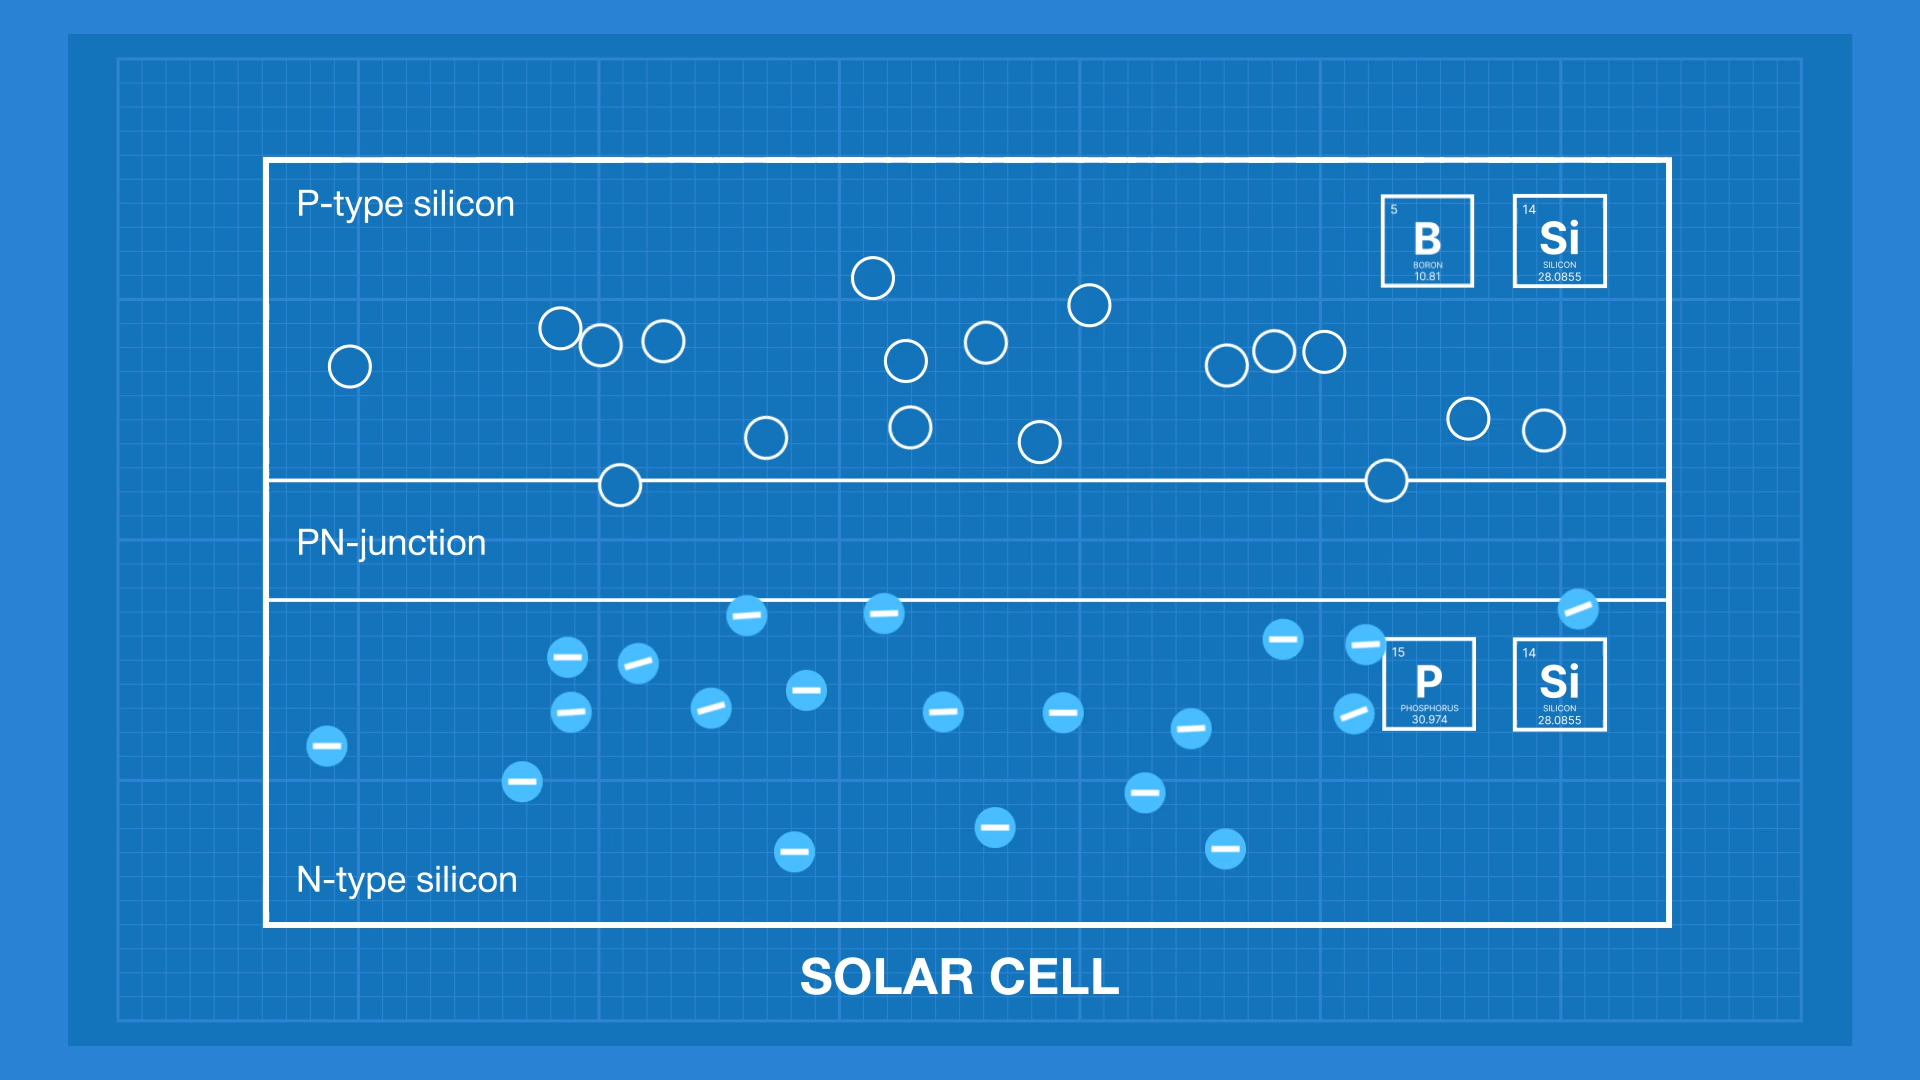 P-type silicon
5
B
BORON
10.81
14
Si
SILICON
28.0855
PN-junction
15
P
PHOSPHORUS
30.974
14
Si
SILICON
28.0855
N-type silicon
SOLAR CELL